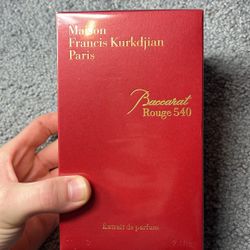 Maison
Francis Kurkdjian
Paris
Baccarat
Rouge 540
Extrait de parfum